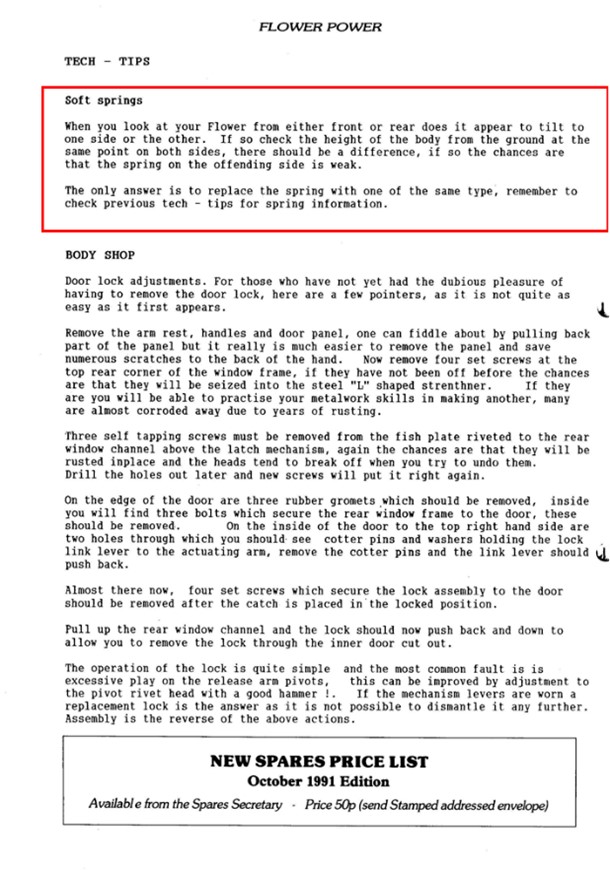 FLOWER POWER
TECH - TIPS
Soft springs
When you look at your Flower from either front or rear does it appear to tilt to
one side or the other. If so check the height of the body from the ground at the
same point on both sides, there should be a difference, if so the chances are
that the spring on the offending side is weak.
The only answer is to replace the spring with one of the same type, remember to
check previous tech - tips for spring information.
BODY SHOP
Door lock adjustments. For those who have not yet had the dubious pleasure of
having to remove the door lock, here are a few pointers, as it is not quite as
easy as it first appears.
Remove the arm rest, handles and door panel, one can fiddle about by pulling back
part of the panel but it really is much easier to remove the panel and save
numerous scratches to the back of the hand. Now remove four set screws at the
top rear corner of the window frame, if they have not been off before the chances
are that they will be seized into the steel "L" shaped strenthner. If they
are you will be able to practise your metalwork skills in making another, many
are almost corroded away due to years of rusting.
Three self tapping screws must be removed from the fish plate riveted to the rear
window channel above the latch mechanism, again the chances are that they will be
rusted inplace and the heads tend to break off when you try to undo them.
Drill the holes out later and new screws will put it right again.
On the edge of the door are three rubber gromets which should be removed, inside
you will find three bolts which secure the rear window frame to the door, these
should be removed. On the inside of the door to the top right hand side are
two holes through which you should see cotter pins and washers holding the lock
link lever to the actuating arm, remove the cotter pins and the link lever should
push back.
Almost there now, four set screws which secure the lock assembly to the door
should be removed after the catch is placed in the locked position.
Pull up the rear window channel and the lock should now push back and down to
allow you to remove the lock through the inner door cut out.
The operation of the lock is quite simple and the most common fault is is
excessive play on the release arm pivots, this can be improved by adjustment to
the pivot rivet head with a good hammer !. If the mechanism levers are worn a
replacement lock is the answer as it is not possible to dismantle it any further.
Assembly is the reverse of the above actions.
NEW SPARES PRICE LIST
October 1991 Edition
Available from the Spares Secretary - Price 50p (send Stamped addressed envelope)